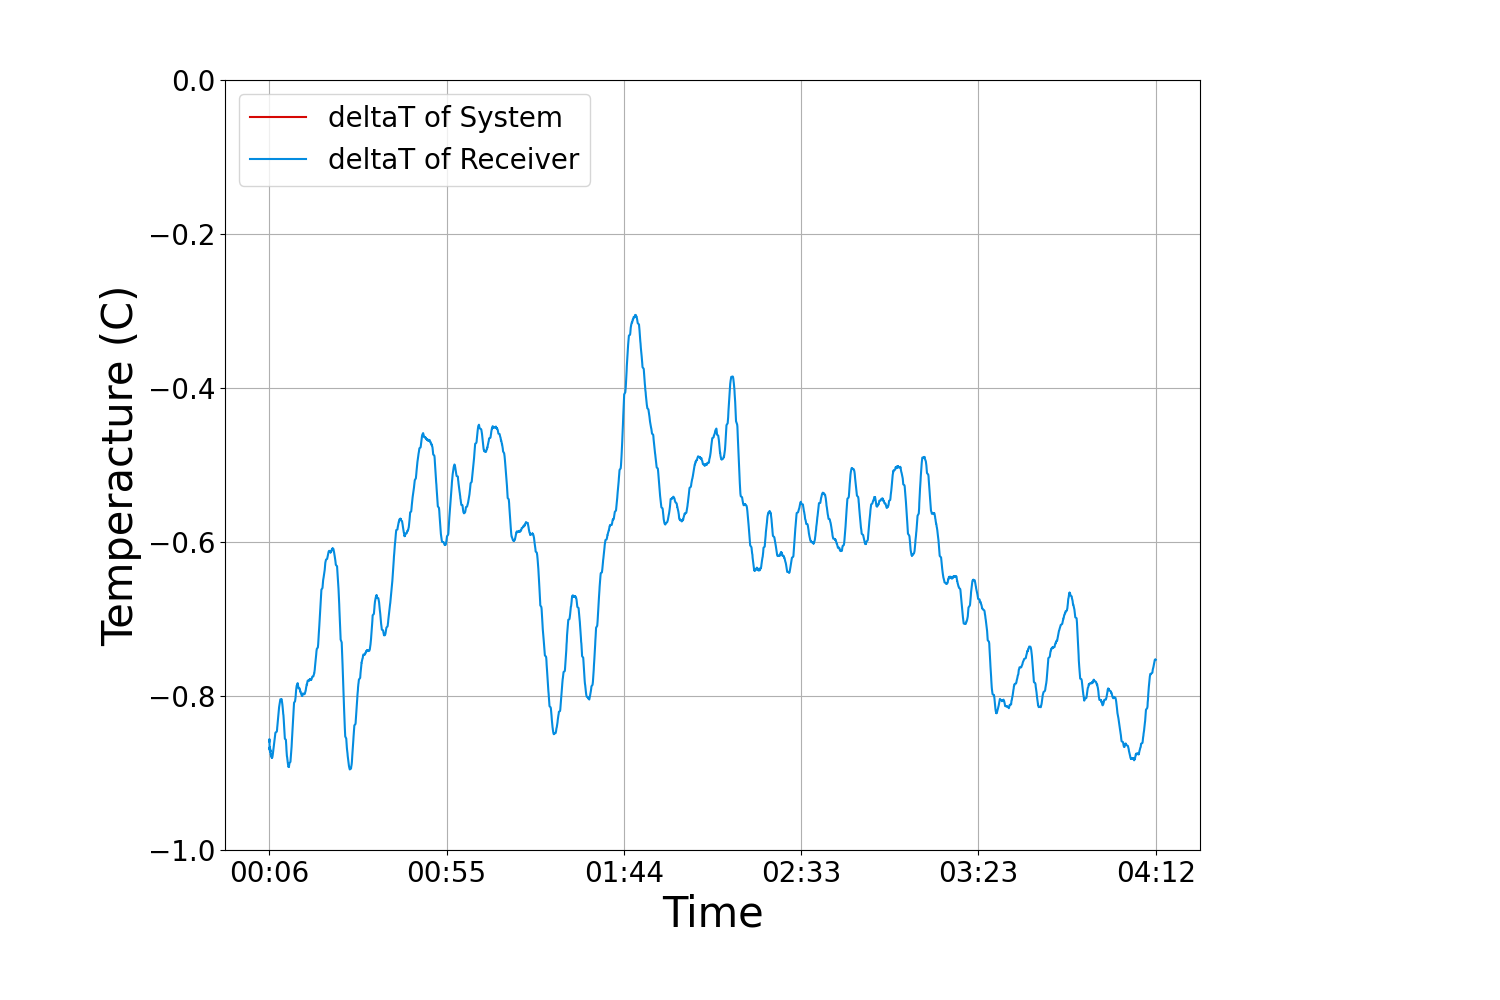 0.0
deltaT of System
deltaT of Receiver
−0.2
−0.4
−0.6
−0.8
−1.0
Temperacture (C)
00:06 00:55 01:44 02:33 03:23 04:12
Time